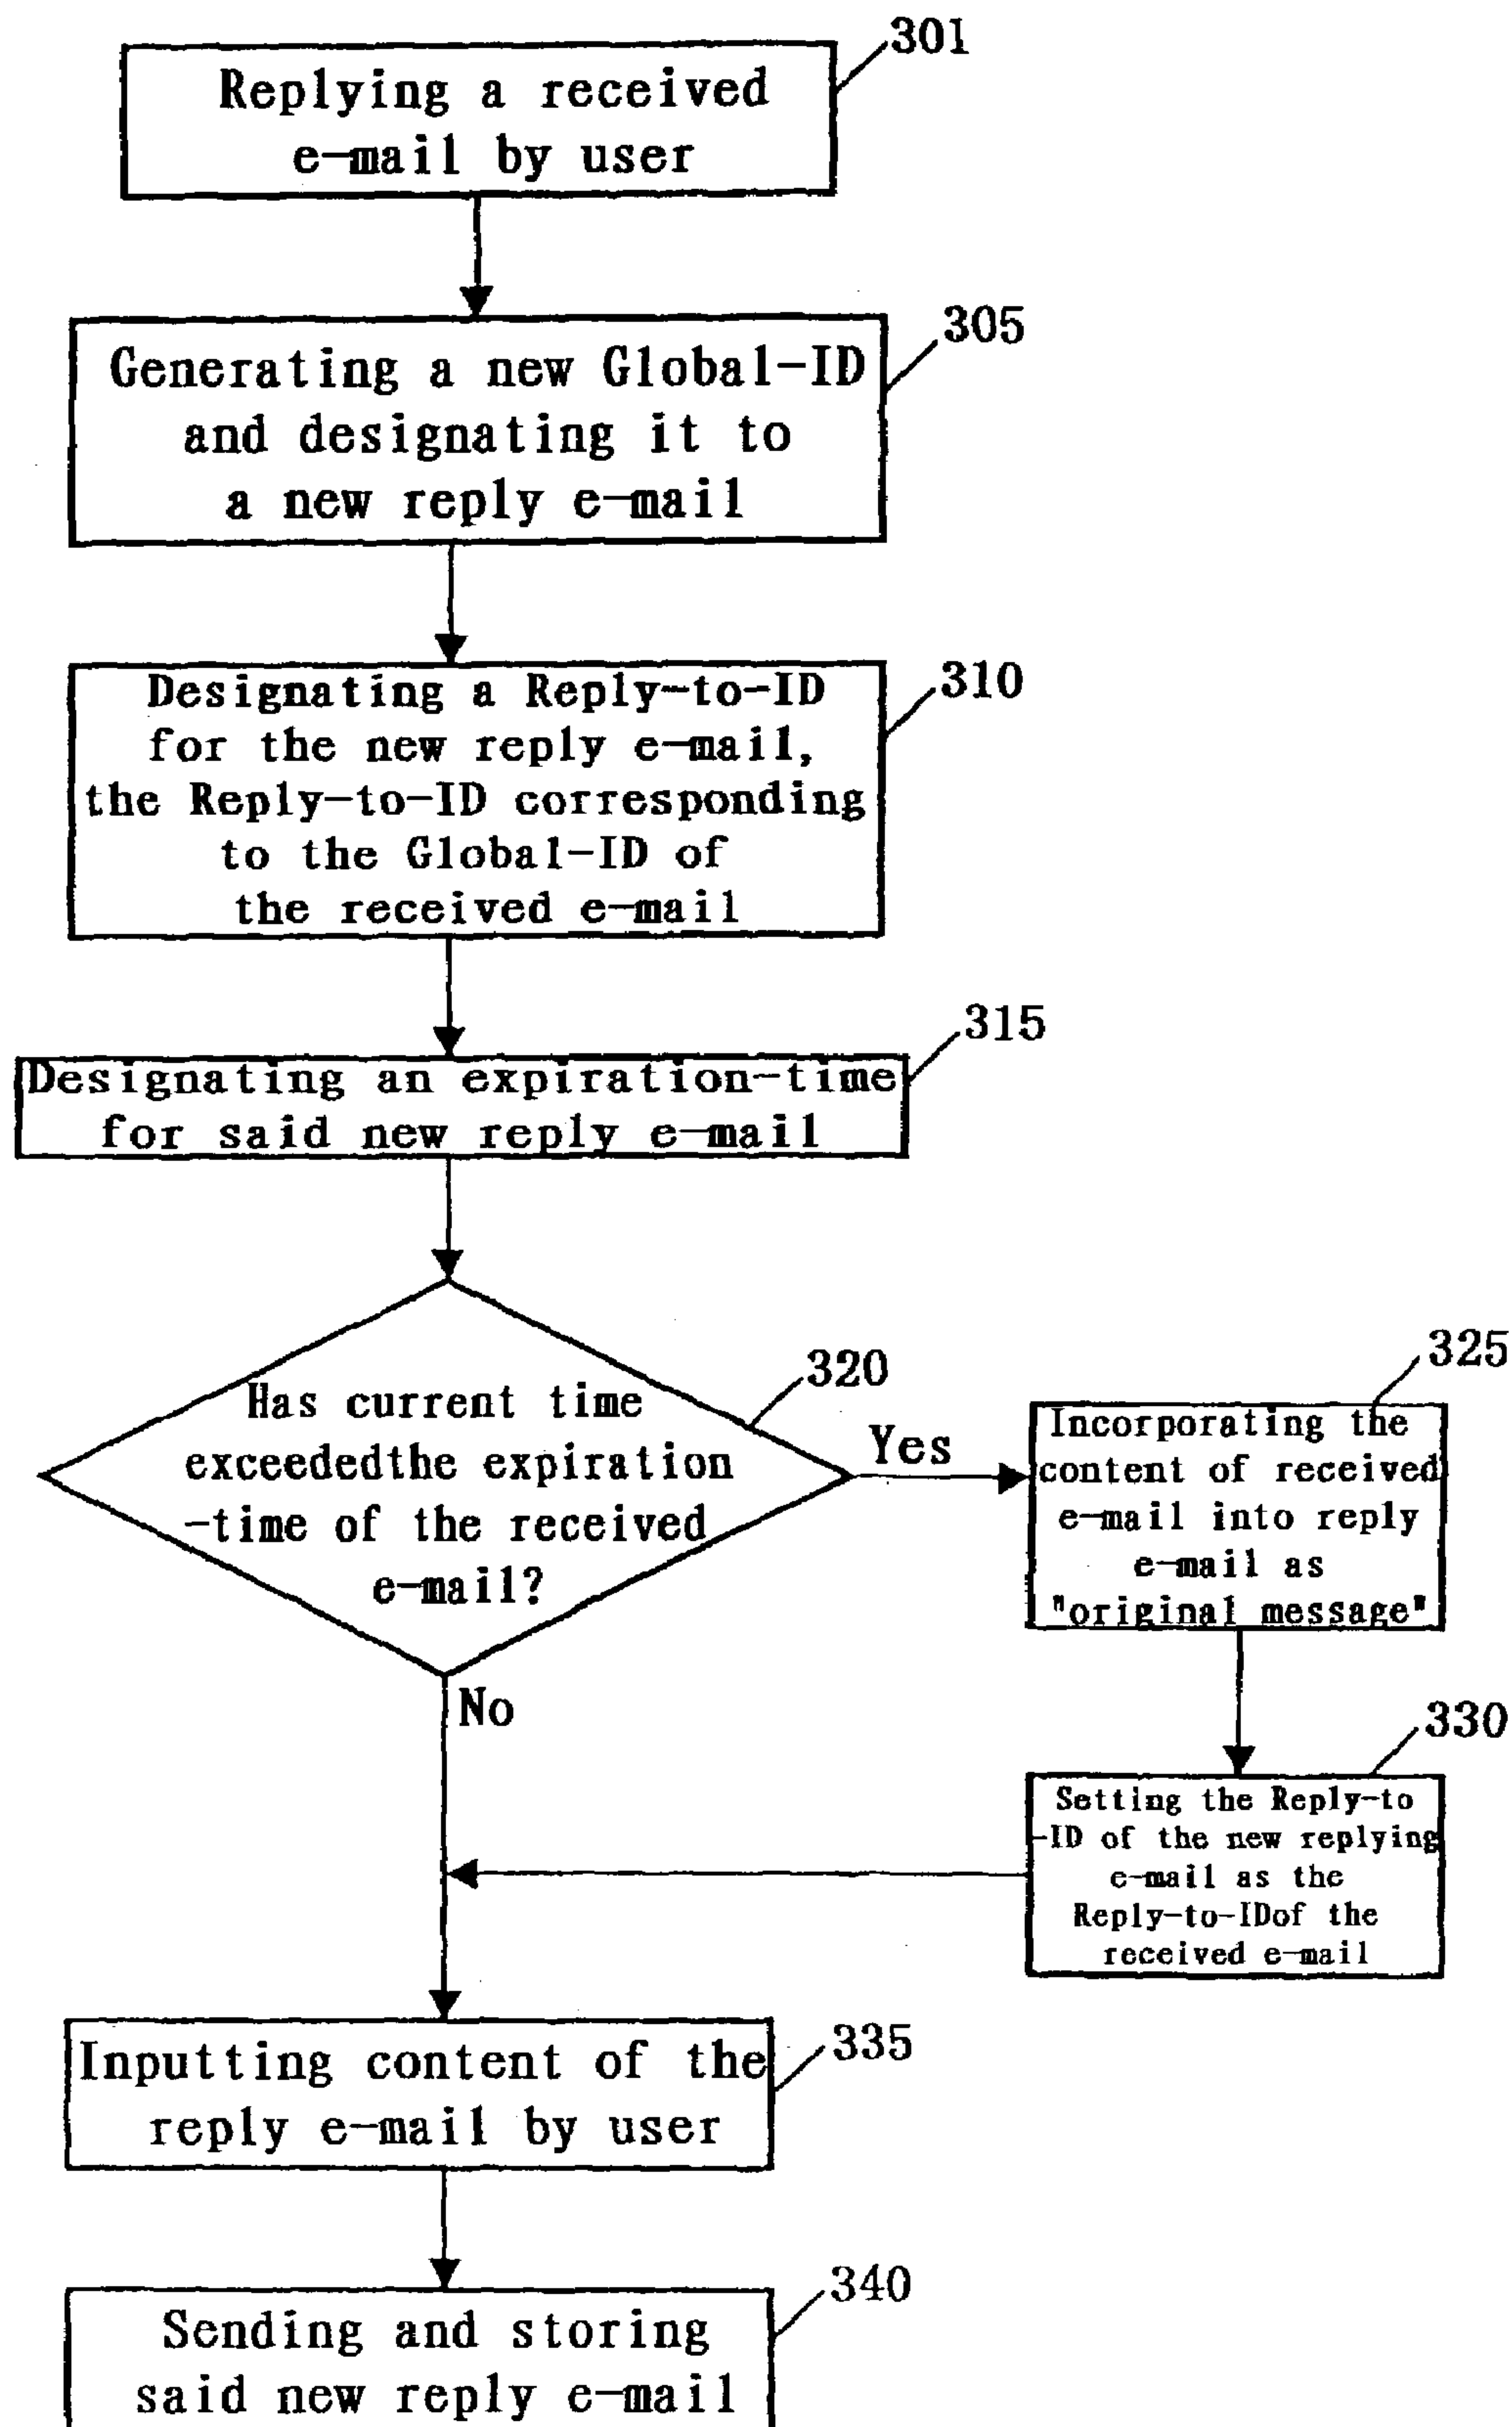 301
Replying a received
e-mail by user
305
Generating a new Global-ID
and designating it to
a new reply e-mail
310
Designating a Reply-to-ID
for the new reply e-mail,
the Reply-to-ID corresponding
to the Global-ID of
the received e-mail
315
Designating an expiration-time
for said new reply e-mail
320
Has current time
exceededthe expiration
-time of the received
e-mail?
Yes
325
Incorporating the
content of received
e-mail into reply
e-mail as
"original message"
No
330
Setting the Reply-to
-ID of the new replying
e-mail as the
Reply-to-IDof the
received e-mail
335
Inputting content of the
reply e-mail by user
340
Sending and storing
said new reply e-mail